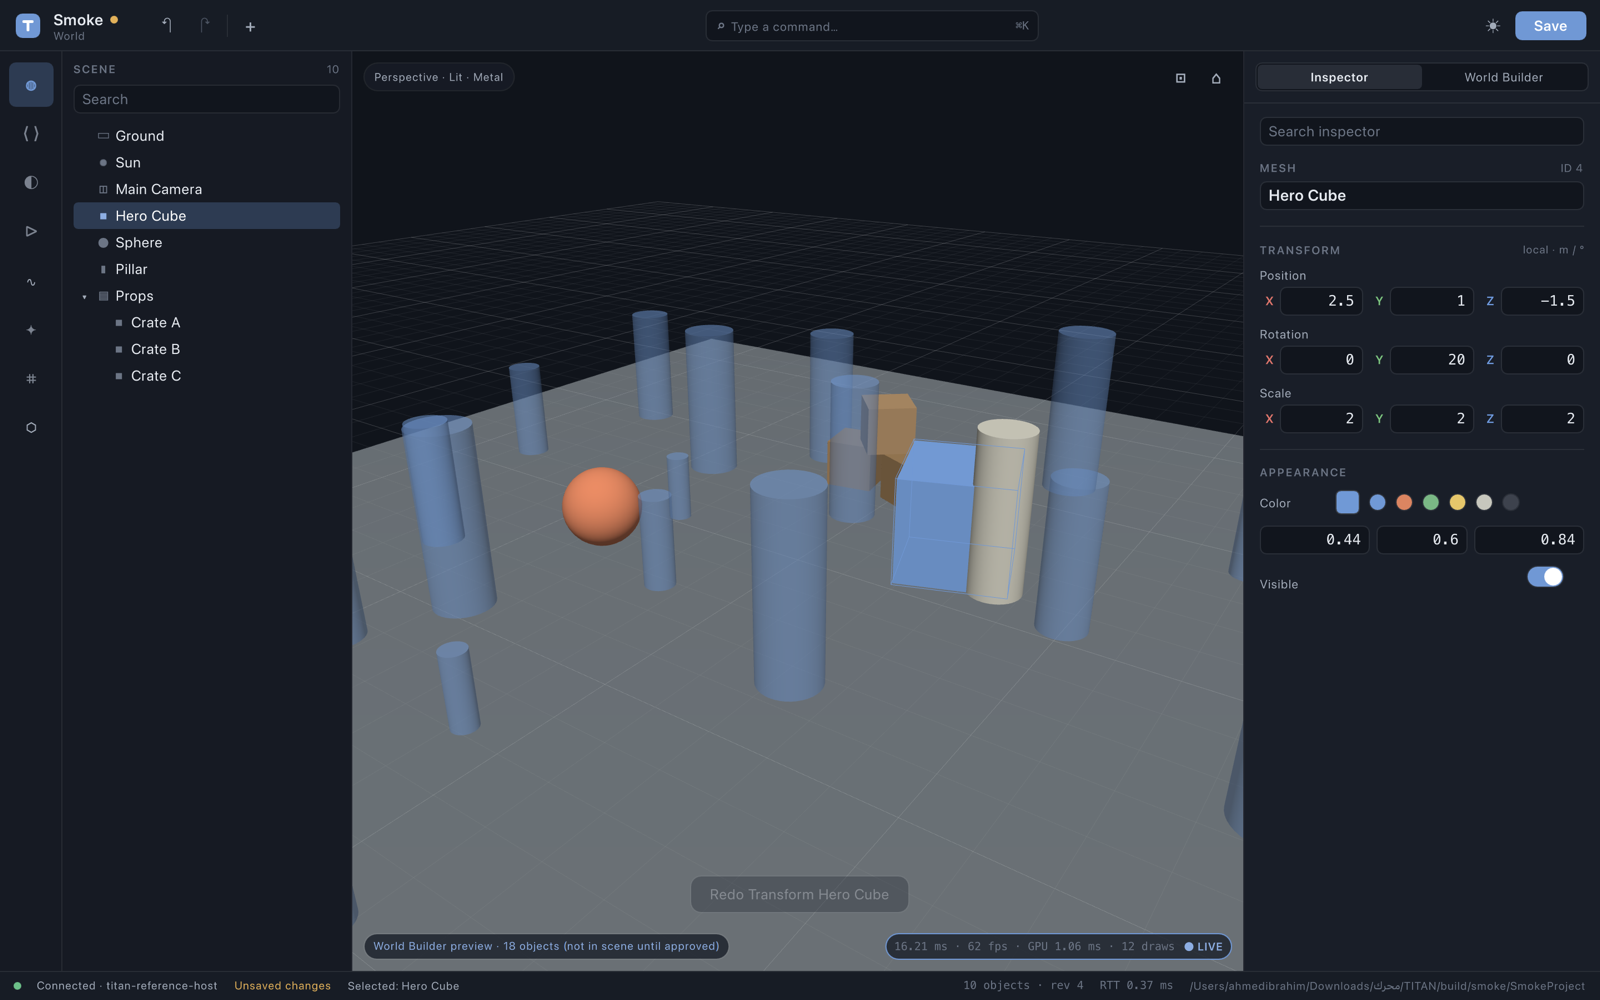 T
Smoke
World
Type a command…
⌘K
Save
SCENE
10
Search
Ground
Sun
Main Camera
Hero Cube
Sphere
Pillar
Props
Crate A
Crate B
Crate C
Perspective · Lit · Metal
Redo Transform Hero Cube
World Builder preview · 18 objects (not in scene until approved)
16.21 ms · 62 fps · GPU 1.06 ms · 12 draws LIVE
Inspector
World Builder
Search inspector
MESH
ID 4
Hero Cube
TRANSFORM
local · m / °
Position
X 2.5 Y 1 Z −1.5
Rotation
X 0 Y 20 Z 0
Scale
X 2 Y 2 Z 2
APPEARANCE
Color
0.44 0.6 0.84
Visible
Connected · titan-reference-host Unsaved changes Selected: Hero Cube
10 objects · rev 4 RTT 0.37 ms /Users/ahmedibrahim/Downloads/محرك/TITAN/build/smoke/SmokeProject